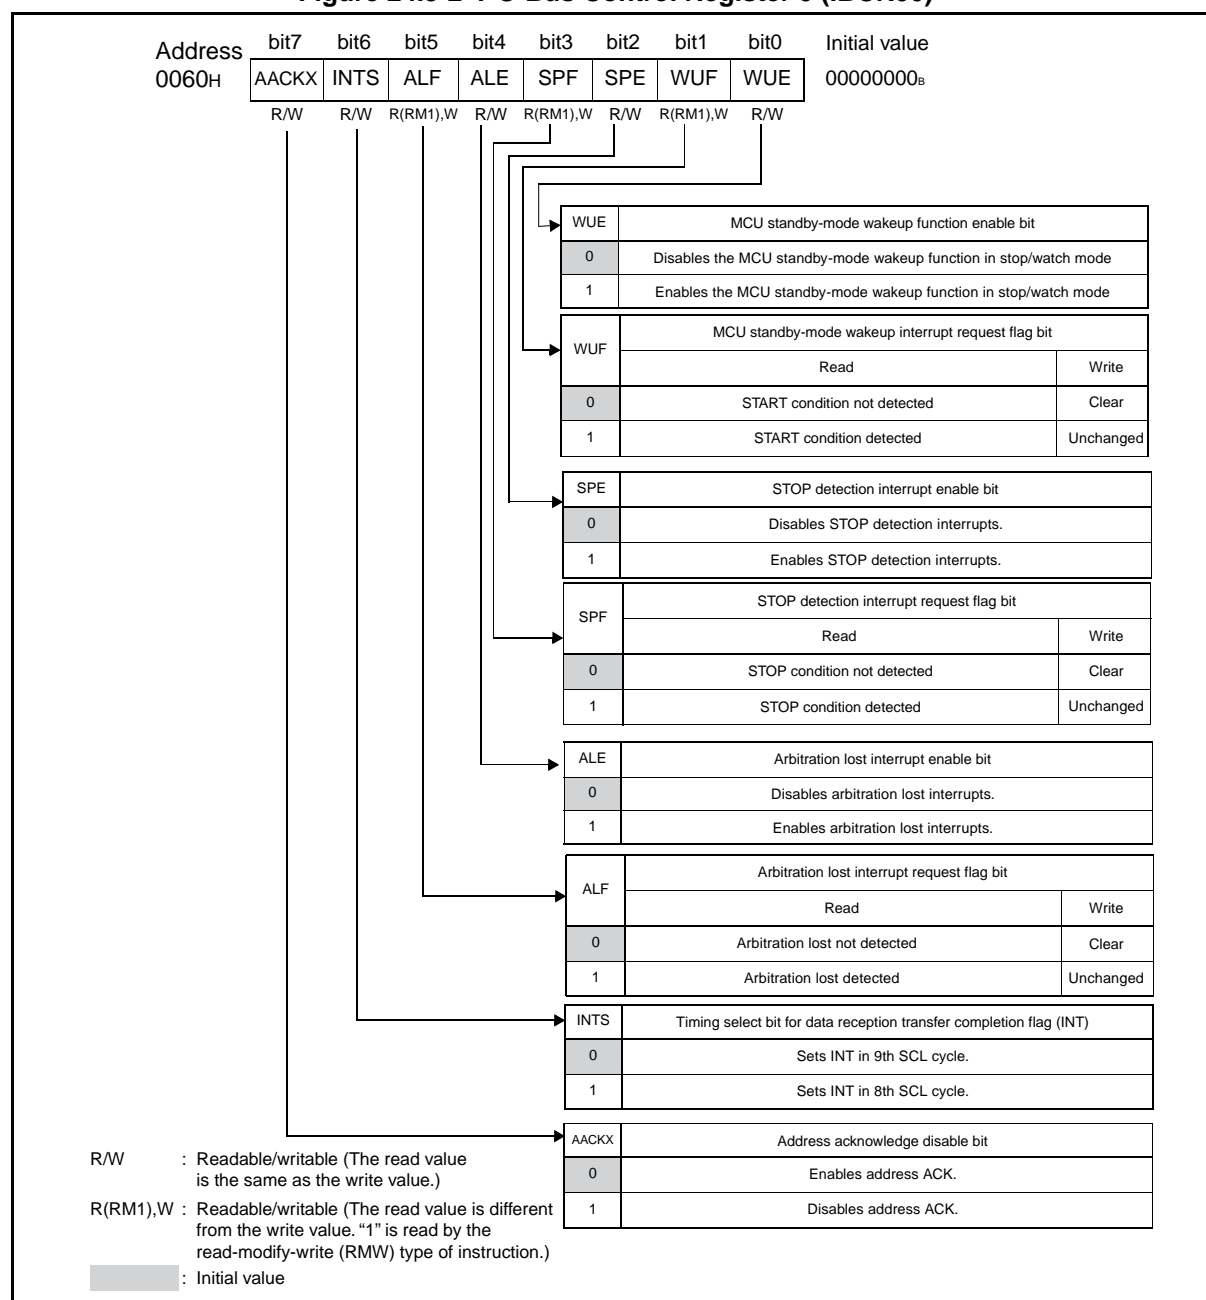 bit7 bit6 bit5 bit4 bit3 bit2 bit1 bit0 Initial value
Address
0060H AACKX INTS ALF ALE SPF SPE WUF WUE 00000000B
R/W R/W R(RM1),W R/W R(RM1),W R/W R(RM1),W R/W
WUE MCU standby-mode wakeup function enable bit
0 Disables the MCU standby-mode wakeup function in stop/watch mode
1 Enables the MCU standby-mode wakeup function in stop/watch mode
WUF MCU standby-mode wakeup interrupt request flag bit
Read Write
0 START condition not detected Clear
1 START condition detected Unchanged
SPE STOP detection interrupt enable bit
0 Disables STOP detection interrupts.
1 Enables STOP detection interrupts.
SPF STOP detection interrupt request flag bit
Read Write
0 STOP condition not detected Clear
1 STOP condition detected Unchanged
ALE Arbitration lost interrupt enable bit
0 Disables arbitration lost interrupts.
1 Enables arbitration lost interrupts.
ALF Arbitration lost interrupt request flag bit
Read Write
0 Arbitration lost not detected Clear
1 Arbitration lost detected Unchanged
INTS Timing select bit for data reception transfer completion flag (INT)
0 Sets INT in 9th SCL cycle.
1 Sets INT in 8th SCL cycle.
AACKX Address acknowledge disable bit
0 Enables address ACK.
1 Disables address ACK.
R/W : Readable/writable (The read value
is the same as the write value.)
R(RM1),W : Readable/writable (The read value is different
from the write value. “1” is read by the
read-modify-write (RMW) type of instruction.)
: Initial value